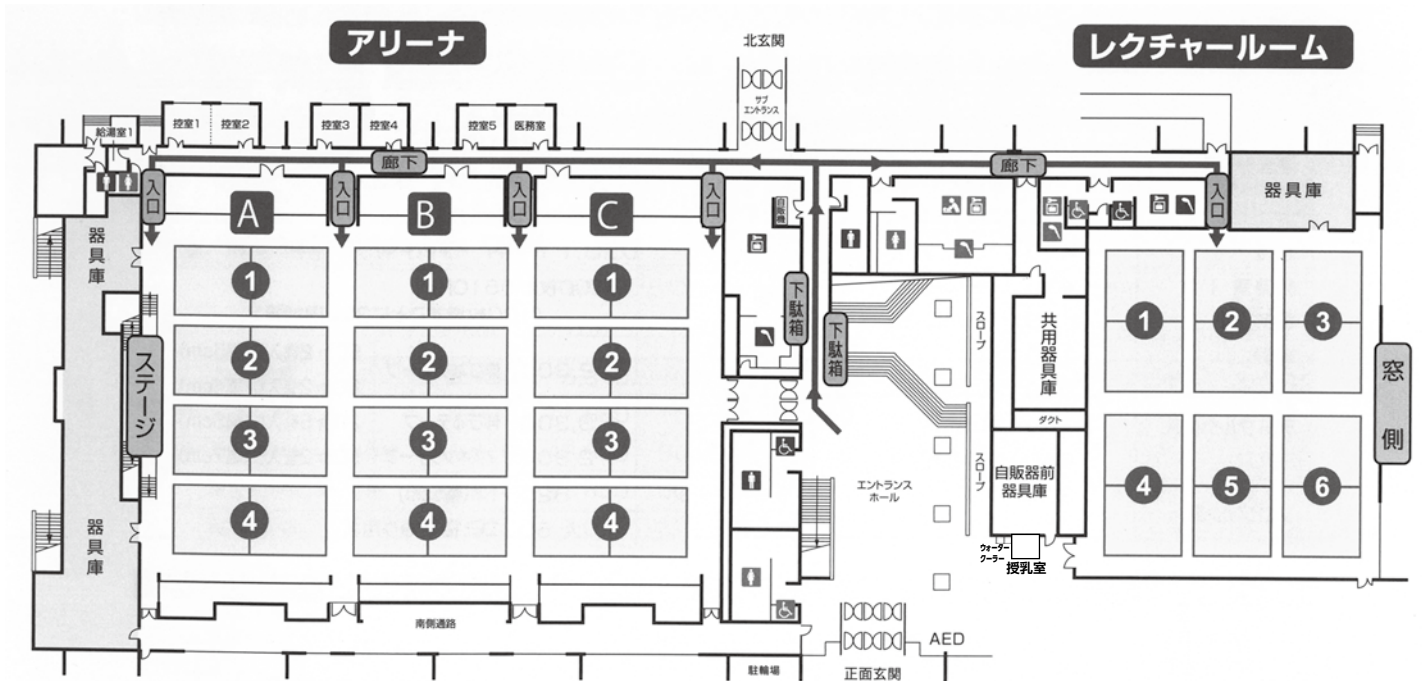 アリーナ
レクチャールーム
北玄関
サブ
エントランス
給湯室1
控室1
控室2
控室3
控室4
控室5
医務室
廊下
廊下
入口
入口
入口
入口
入口
器具庫
A
B
C
自販機
1
1
1
2
2
2
3
3
3
4
4
4
器具庫
器具庫
ステージ
下駄箱
下駄箱
スロープ
スロープ
共用器具庫
ダクト
自販器前
器具庫
エントランス
ホール
1
2
3
4
5
6
窓側
ウォーター
クーラー
授乳室
南側通路
駐輪場
正面玄関
AED